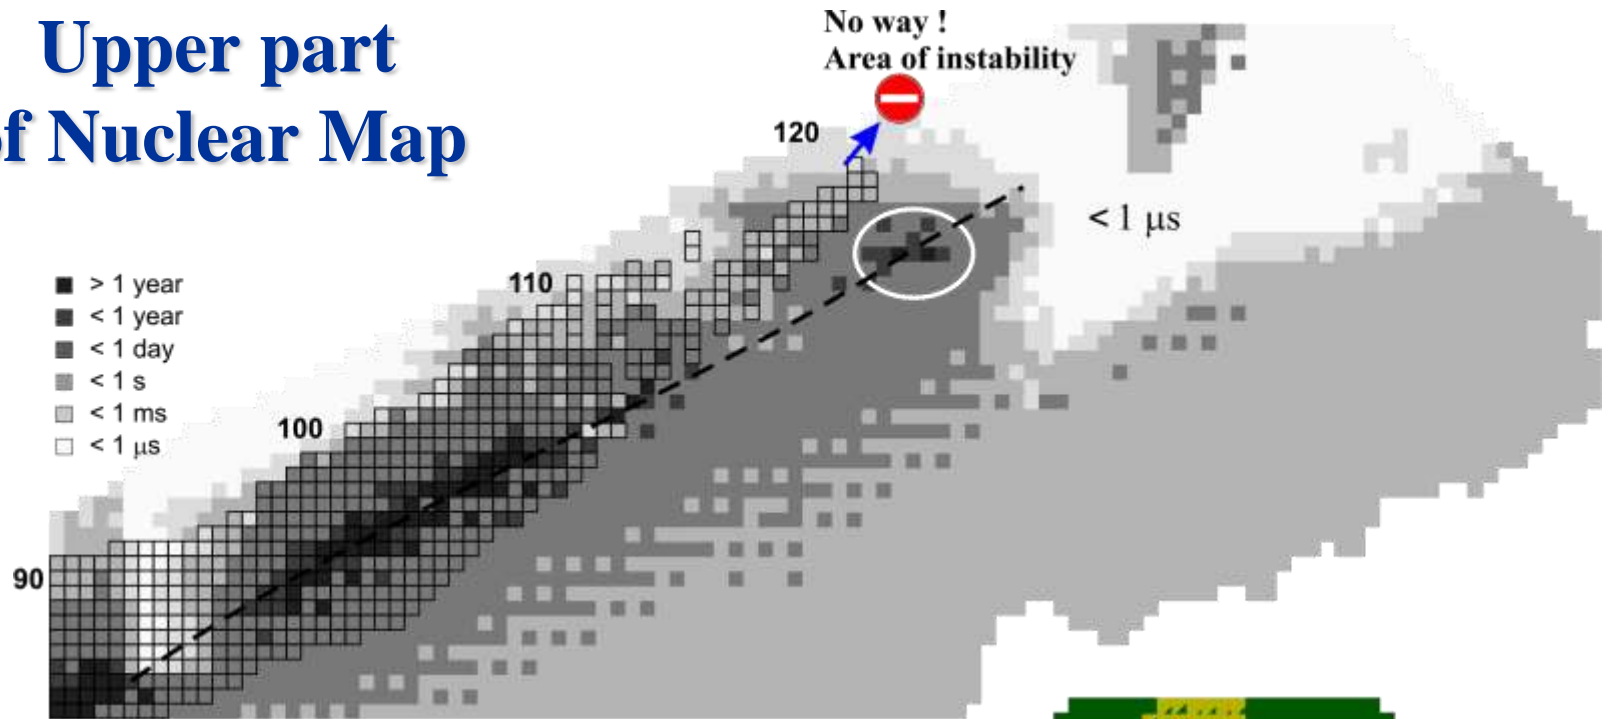 Upper part
of Nuclear Map
No way !
Area of instability
120
< 1 μs
110
> 1 year
< 1 year
< 1 day
< 1 s
< 1 ms
< 1 μs
100
90